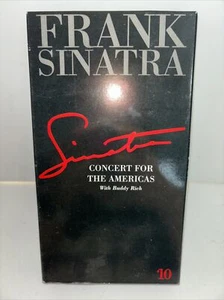 FRANK
SINATRA
Sinatra
CONCERT FOR
THE AMERICAS
With Buddy Rich
10